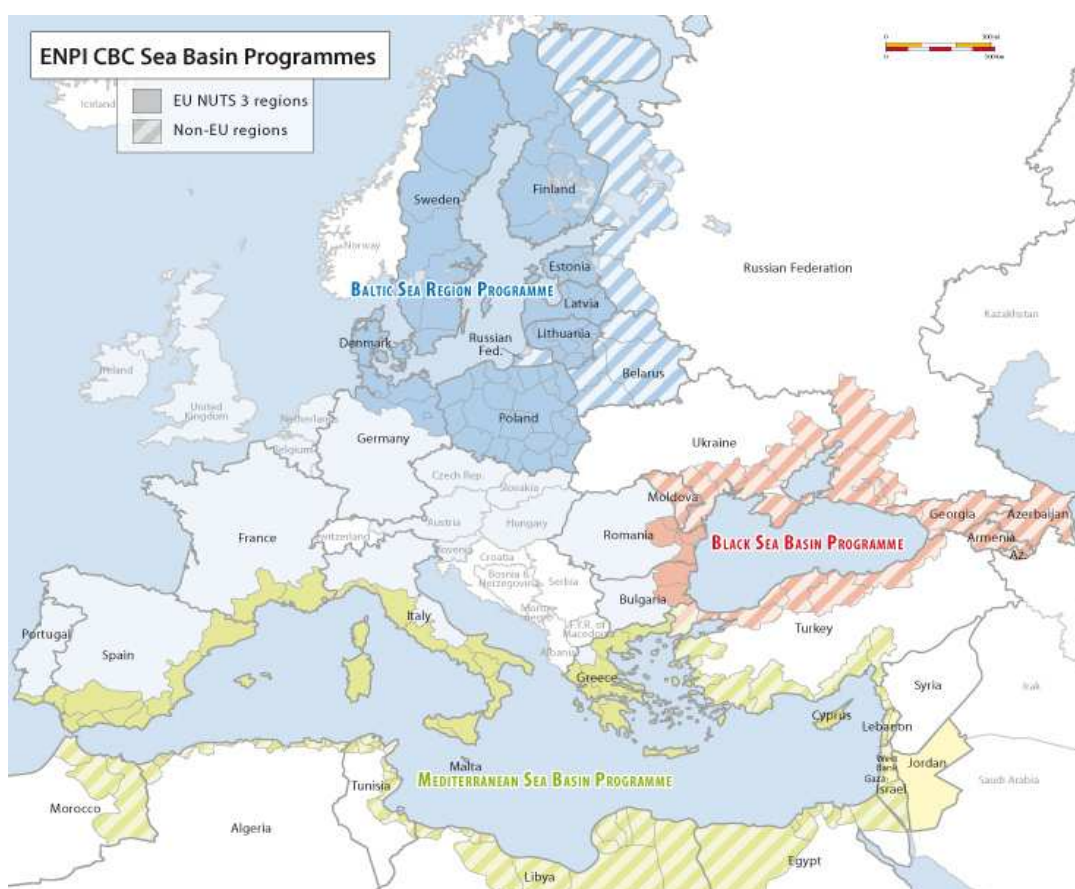 ENPI CBC Sea Basin Programmes
EU NUTS 3 regions
Non-EU regions
Iceland
Norway
Sweden
Finland
Russian Federation
Kazakhstan
Estonia
BALTIC SEA REGION PROGRAMME
Latvia
Lithuania
Denmark
Russian
Fed.
Belarus
Ireland
United
Kingdom
Netherlands
Belgium
Germany
Poland
Ukraine
Czech Rep.
Slovakia
Austria
Hungary
Moldova
France
Switzerland
Slovenia
Croatia
Romania
Georgia
Azerbaijan
Armenia
Az.
BLACK SEA BASIN PROGRAMME
Bosnia &
Herzegovina
Serbia
Monte-
negro
Bulgaria
F.Y.R. of
Macedonia
Albania
Italy
Turkey
Portugal
Spain
Greece
Syria
Irak
Cyprus
Lebanon
West
Bank
Gaza
Israel
Jordan
Saudi Arabia
Malta
MEDITERRANEAN SEA BASIN PROGRAMME
Tunisia
Morocco
Algeria
Libya
Egypt